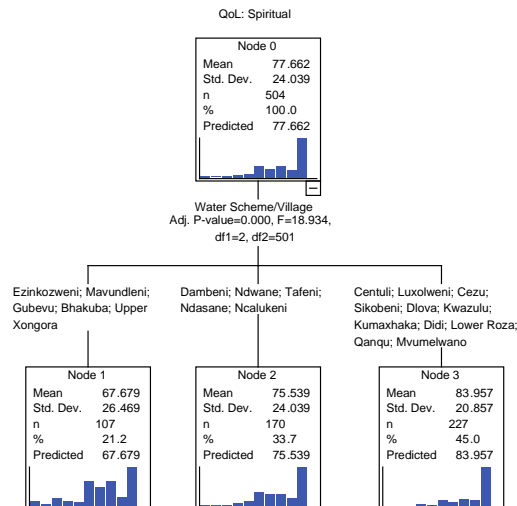 QoL: Spiritual
Node 0
Mean 77.662
Std. Dev. 24.039
n 504
% 100.0
Predicted 77.662
Water Scheme/Village
Adj. P-value=0.000, F=18.934,
df1=2, df2=501
Ezinkozweni; Mavundleni;
Gubevu; Bhakuba; Upper
Xongora
Node 1
Mean 67.679
Std. Dev. 26.469
n 107
% 21.2
Predicted 67.679
Dambeni; Ndwane; Tafeni;
Ndasane; Ncalukeni
Node 2
Mean 75.539
Std. Dev. 24.039
n 170
% 33.7
Predicted 75.539
Centuli; Luxolweni; Cezu;
Sikobeni; Dlova; Kwazulu;
Kumaxhaka; Didi; Lower Roza;
Qanqu; Mvumelwano
Node 3
Mean 83.957
Std. Dev. 20.857
n 227
% 45.0
Predicted 83.957